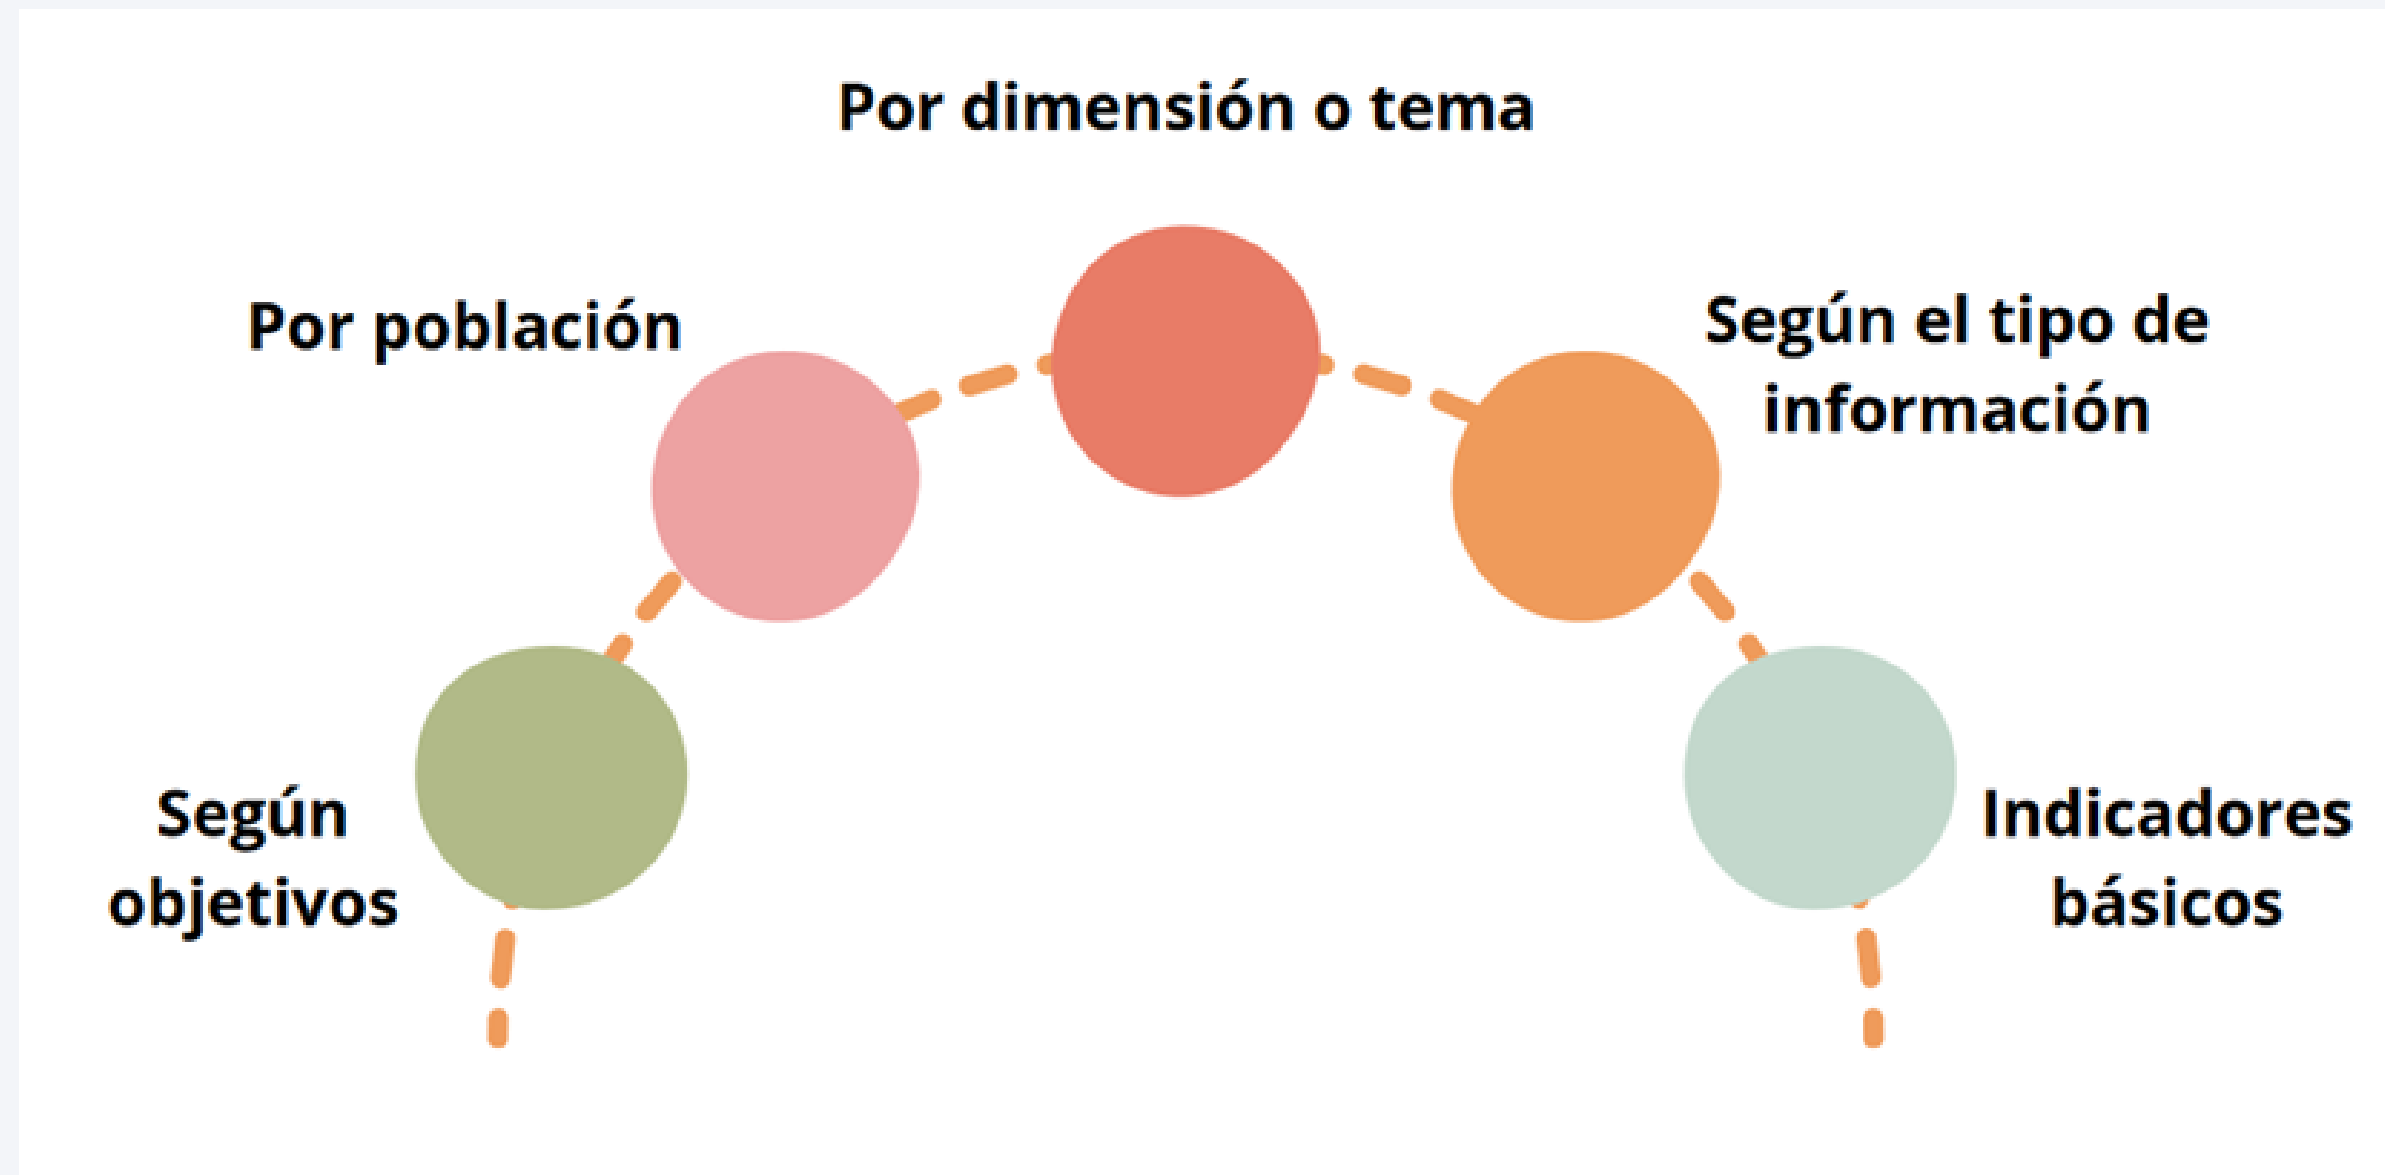 Por dimensión o tema
Por población
Según el tipo de
información
Según
objetivos
Indicadores
básicos